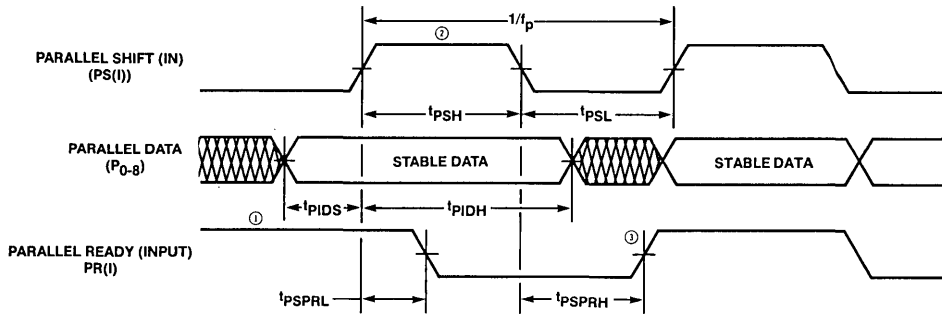 1/fp
PARALLEL SHIFT (IN)
(PS(I))
②
tPSH
tPSL
PARALLEL DATA
(P0-8)
STABLE DATA
STABLE DATA
tPIDS
tPIDH
①
③
PARALLEL READY (INPUT)
PR(I)
tPSPRL
tPSPRH